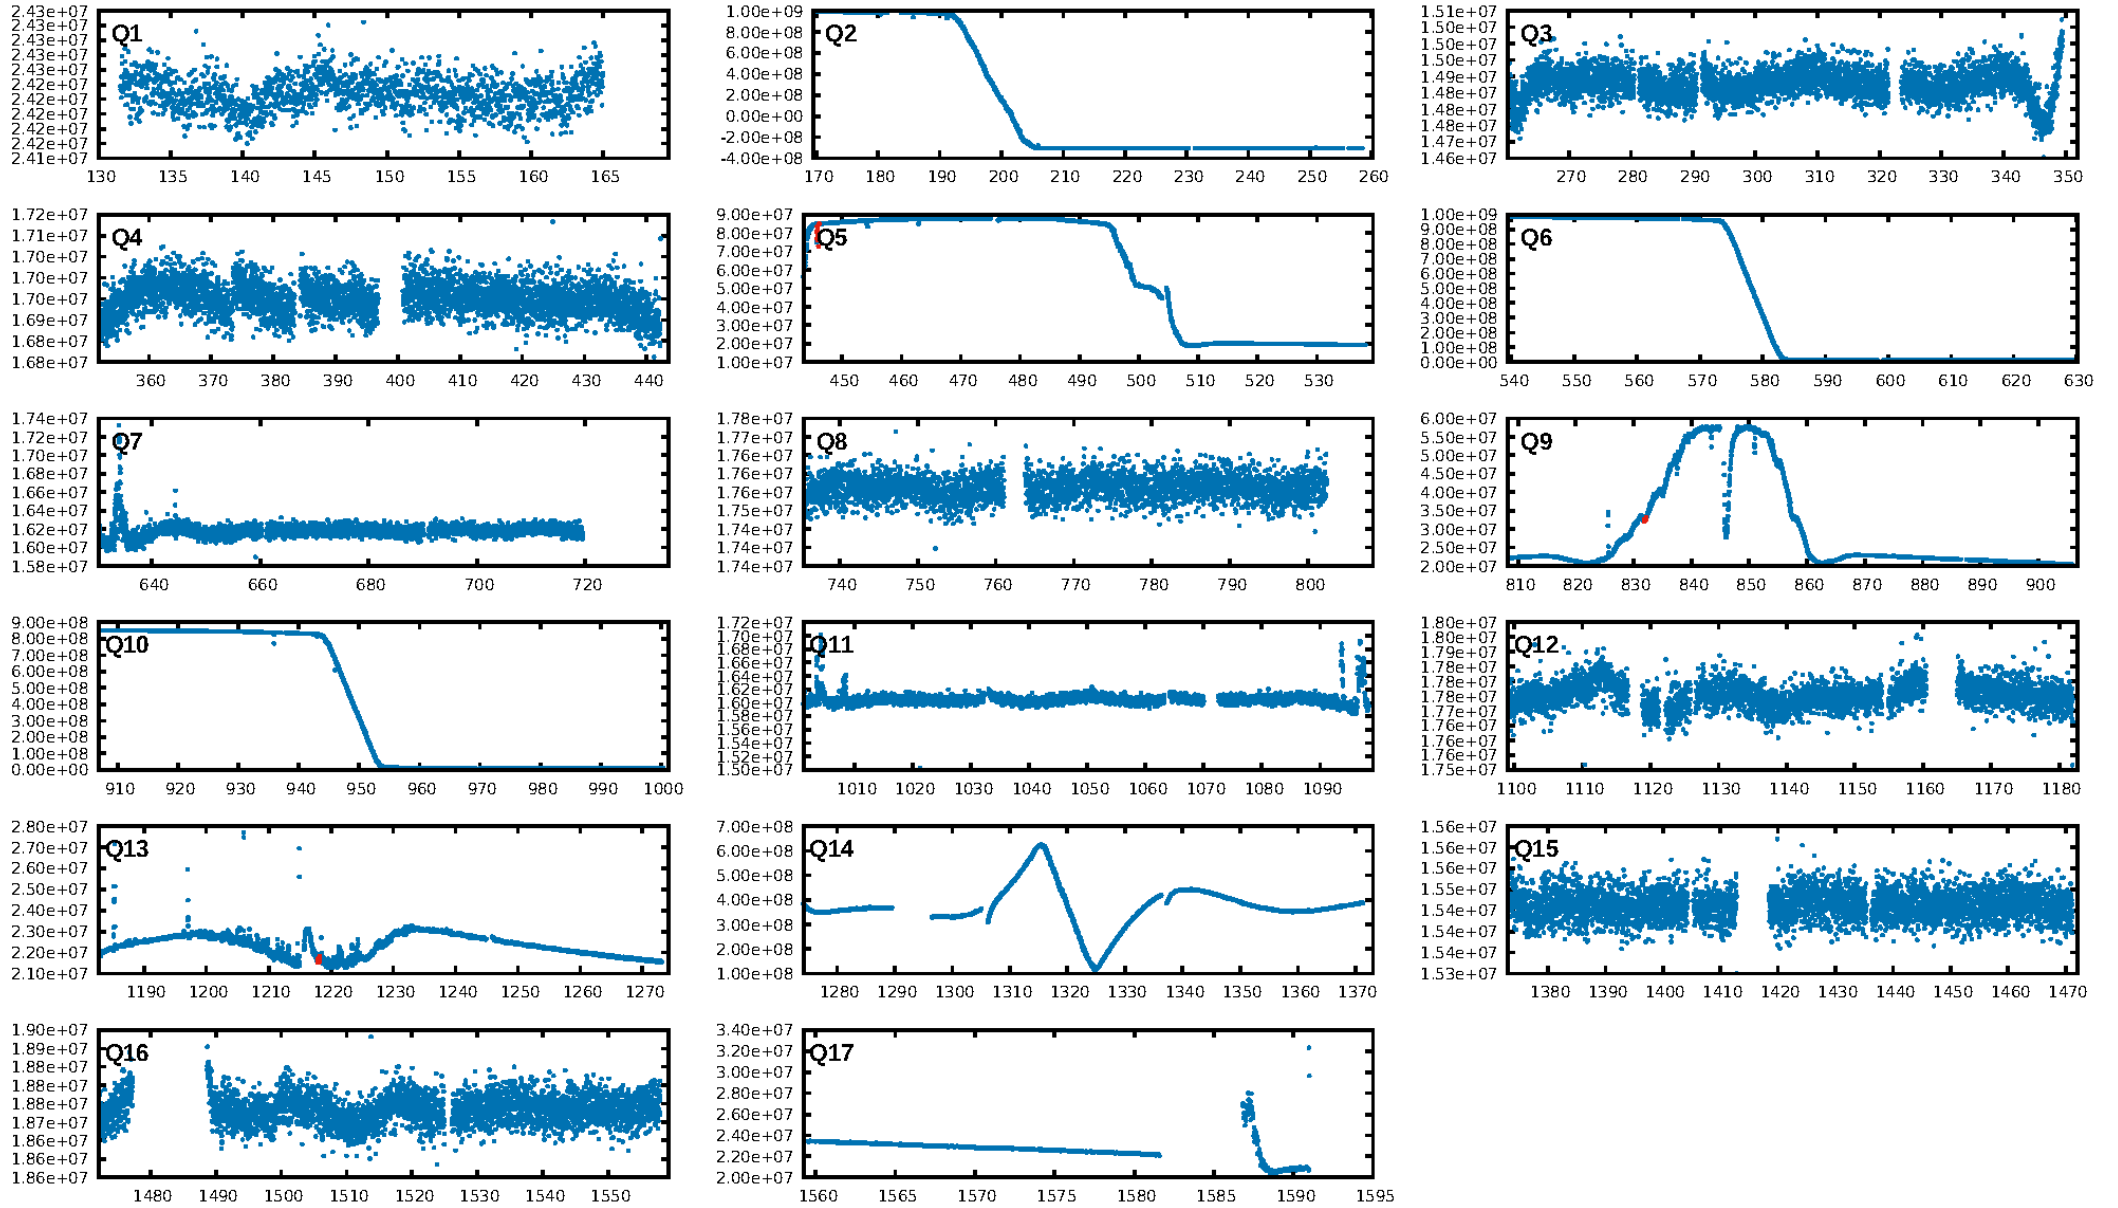 Q1
2.43e+07
2.43e+07
2.43e+07
2.43e+07
2.43e+07
2.42e+07
2.42e+07
2.42e+07
2.42e+07
2.42e+07
2.41e+07
130 135 140 145 150 155 160 165
Q2
1.00e+09
8.00e+08
6.00e+08
4.00e+08
2.00e+08
0.00e+00
-2.00e+08
-4.00e+08
170 180 190 200 210 220 230 240 250 260
Q3
1.51e+07
1.50e+07
1.50e+07
1.50e+07
1.49e+07
1.48e+07
1.48e+07
1.48e+07
1.47e+07
1.46e+07
270 280 290 300 310 320 330 340 350
Q4
1.72e+07
1.71e+07
1.70e+07
1.70e+07
1.70e+07
1.69e+07
1.68e+07
1.68e+07
360 370 380 390 400 410 420 430 440
Q5
9.00e+07
8.00e+07
7.00e+07
6.00e+07
5.00e+07
4.00e+07
3.00e+07
2.00e+07
1.00e+07
450 460 470 480 490 500 510 520 530
Q6
1.00e+09
9.00e+08
8.00e+08
7.00e+08
6.00e+08
5.00e+08
4.00e+08
3.00e+08
2.00e+08
1.00e+08
0.00e+00
540 550 560 570 580 590 600 610 620 630
Q7
1.74e+07
1.72e+07
1.70e+07
1.68e+07
1.66e+07
1.64e+07
1.62e+07
1.60e+07
1.58e+07
640 660 680 700 720
Q8
1.78e+07
1.77e+07
1.76e+07
1.76e+07
1.76e+07
1.75e+07
1.74e+07
1.74e+07
1.74e+07
740 750 760 770 780 790 800
Q9
6.00e+07
5.50e+07
5.00e+07
4.50e+07
4.00e+07
3.50e+07
3.00e+07
2.50e+07
2.00e+07
810 820 830 840 850 860 870 880 890 900
Q10
9.00e+08
8.00e+08
7.00e+08
6.00e+08
5.00e+08
4.00e+08
3.00e+08
2.00e+08
1.00e+08
0.00e+00
910 920 930 940 950 960 970 980 990 1000
Q11
1.72e+07
1.70e+07
1.68e+07
1.66e+07
1.64e+07
1.62e+07
1.60e+07
1.58e+07
1.56e+07
1.54e+07
1.52e+07
1.50e+07
1010 1020 1030 1040 1050 1060 1070 1080 1090
Q12
1.80e+07
1.80e+07
1.79e+07
1.78e+07
1.78e+07
1.77e+07
1.77e+07
1.76e+07
1.76e+07
1.75e+07
1100 1110 1120 1130 1140 1150 1160 1170 1180
Q13
2.80e+07
2.70e+07
2.60e+07
2.50e+07
2.40e+07
2.30e+07
2.20e+07
2.10e+07
1190 1200 1210 1220 1230 1240 1250 1260 1270
Q14
7.00e+08
6.00e+08
5.00e+08
4.00e+08
3.00e+08
2.00e+08
1.00e+08
1280 1290 1300 1310 1320 1330 1340 1350 1360 1370
Q15
1.56e+07
1.56e+07
1.55e+07
1.55e+07
1.54e+07
1.54e+07
1.54e+07
1.53e+07
1380 1390 1400 1410 1420 1430 1440 1450 1460 1470
Q16
1.90e+07
1.89e+07
1.88e+07
1.88e+07
1.88e+07
1.87e+07
1.86e+07
1.86e+07
1.86e+07
1480 1490 1500 1510 1520 1530 1540 1550
Q17
3.40e+07
3.20e+07
3.00e+07
2.80e+07
2.60e+07
2.40e+07
2.20e+07
2.00e+07
1560 1565 1570 1575 1580 1585 1590 1595